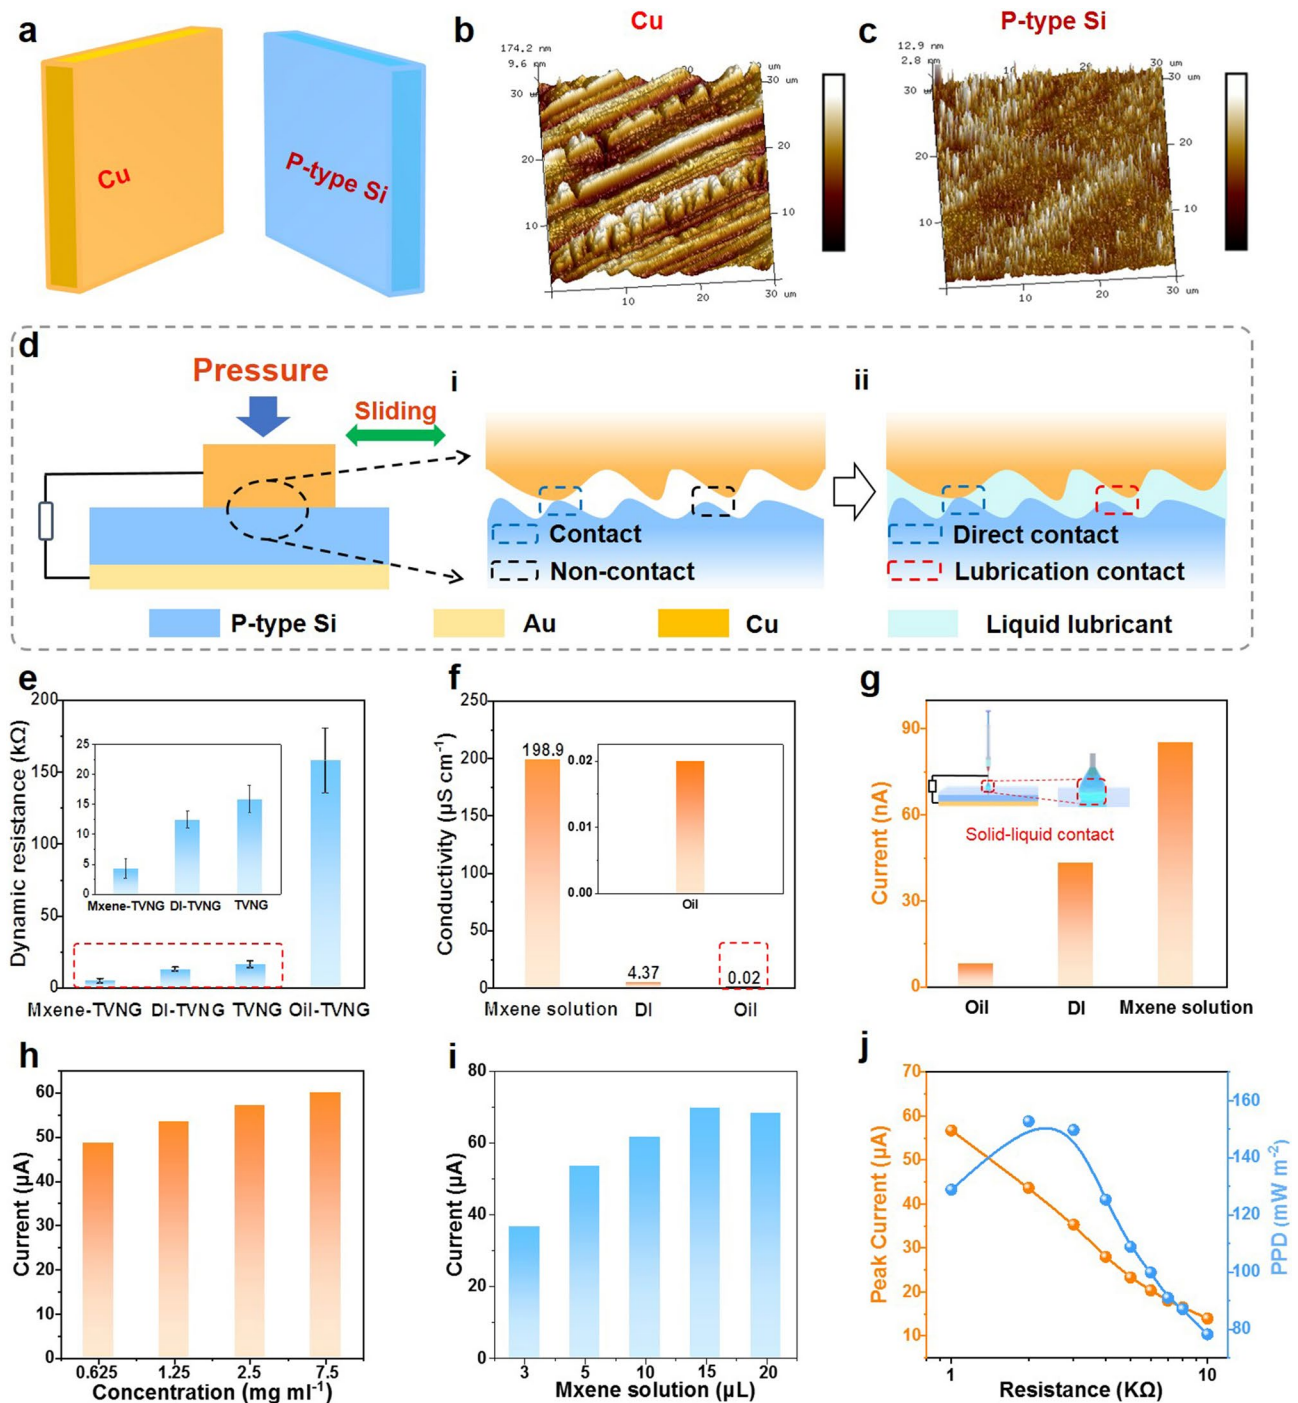 a
Cu
P-type Si
b
Cu
174.2 nm
9.6 nm
30 um
20
10
20
30 um
30 um
20
10
10
20
30 um
c
P-type Si
12.9 nm
2.8 nm
30 um
20
10
10
20
30 um
30 um
20
10
10
20
30 um
d
Pressure
Sliding
i
Contact
Non-contact
ii
Direct contact
Lubrication contact
P-type Si
Au
Cu
Liquid lubricant
e
Dynamic resistance (kΩ)
200
150
100
50
0
25
20
15
10
5
0
Mxene-TVNG DI-TVNG TVNG
Mxene-TVNG DI-TVNG TVNG Oil-TVNG
f
Conductivity (µS cm⁻¹)
250
200
150
100
50
0
198.9
4.37
0.02
0.02
0.01
0.00
Oil
Mxene solution DI Oil
g
Current (nA)
90
60
30
0
Solid-liquid contact
Oil DI Mxene solution
h
Current (µA)
60
50
40
30
20
10
0
0.625 1.25 2.5 7.5
Concentration (mg ml⁻¹)
i
Current (µA)
80
60
40
20
0
3 5 10 15 20
Mxene solution (µL)
j
Peak Current (µA)
70
60
50
40
30
20
10
160
140
120
100
80
PPD (mW m⁻²)
1 10
Resistance (KΩ)